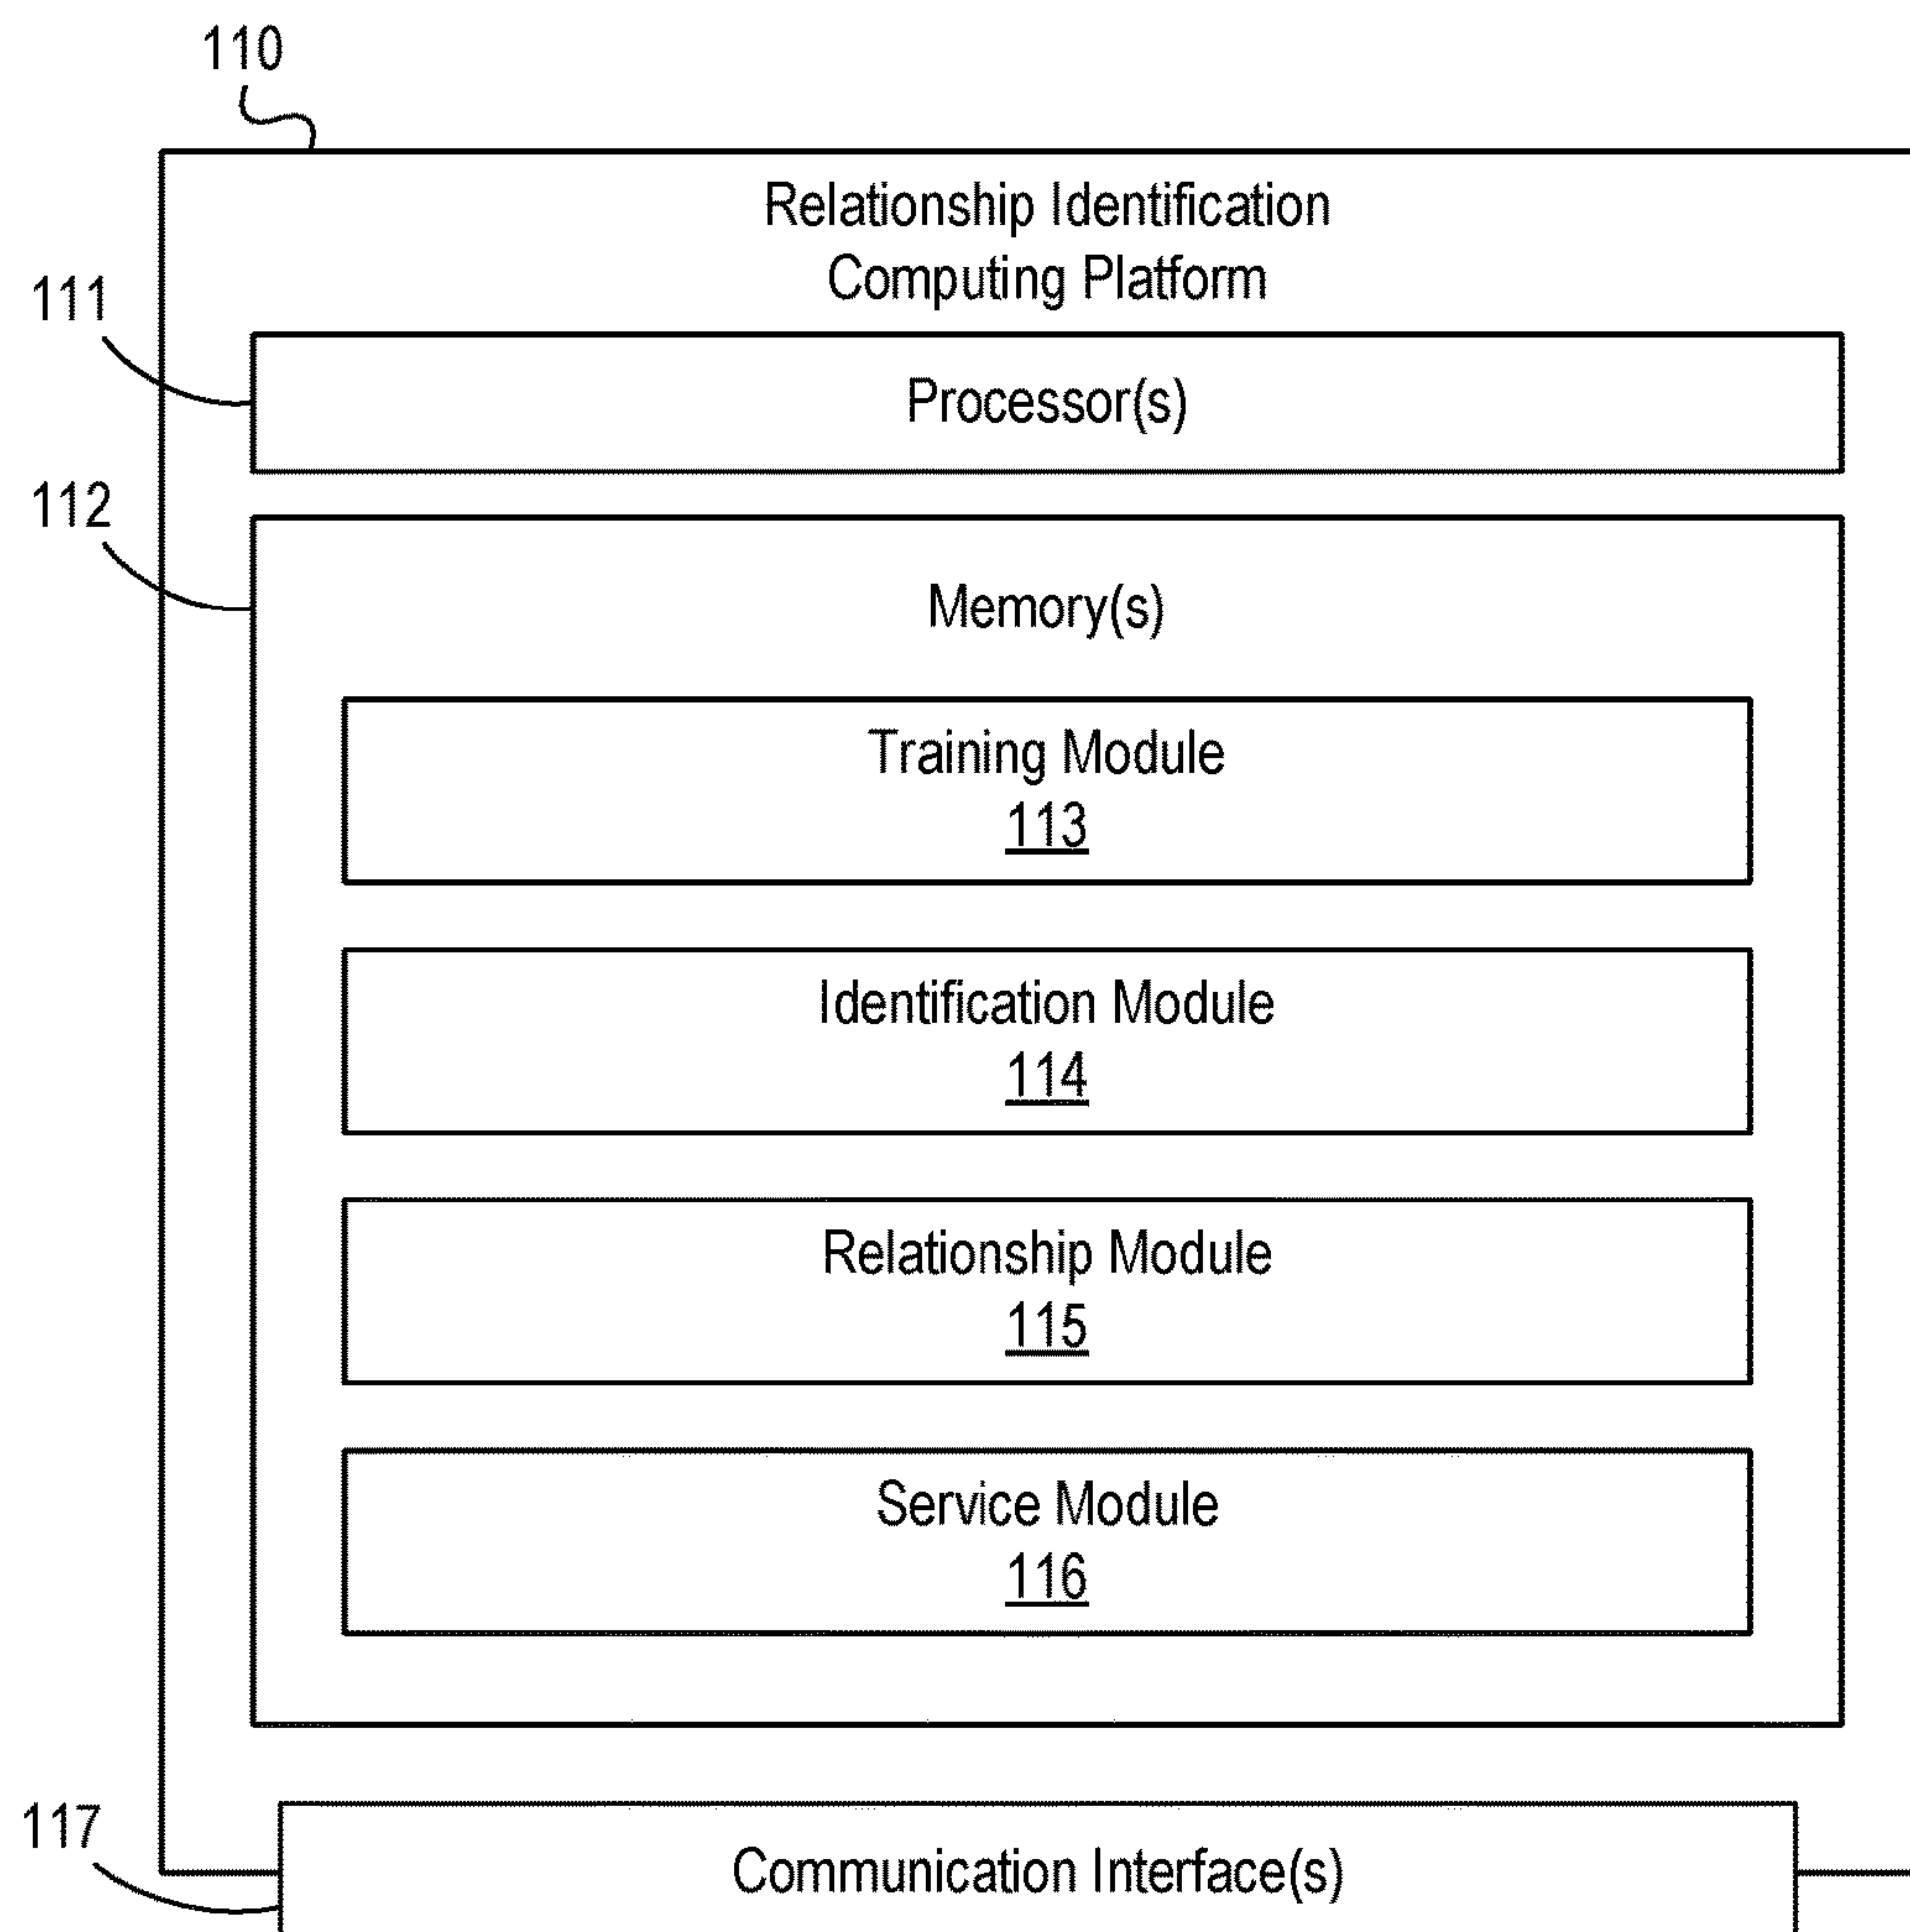 110
Relationship Identification
Computing Platform
111
Processor(s)
112
Memory(s)
Training Module
113
Identification Module
114
Relationship Module
115
Service Module
116
117
Communication Interface(s)